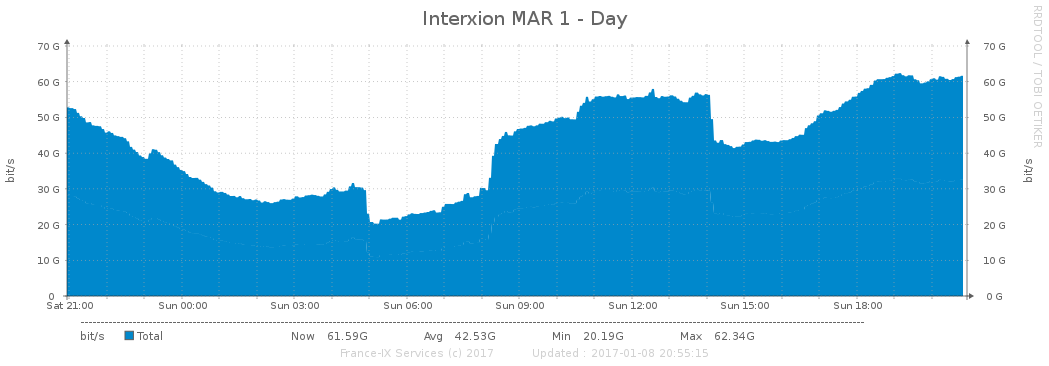 Interxion MAR 1 - Day
RRDTOOL / TOBI OETIKER
bit/s
bit/s
70 G 70 G
60 G 60 G
50 G 50 G
40 G 40 G
30 G 30 G
20 G 20 G
10 G 10 G
0 0 G
Sat 21:00 Sun 00:00 Sun 03:00 Sun 06:00 Sun 09:00 Sun 12:00 Sun 15:00 Sun 18:00
bit/s Total Now 61.59G Avg 42.53G Min 20.19G Max 62.34G
France-IX Services (c) 2017 Updated : 2017-01-08 20:55:15